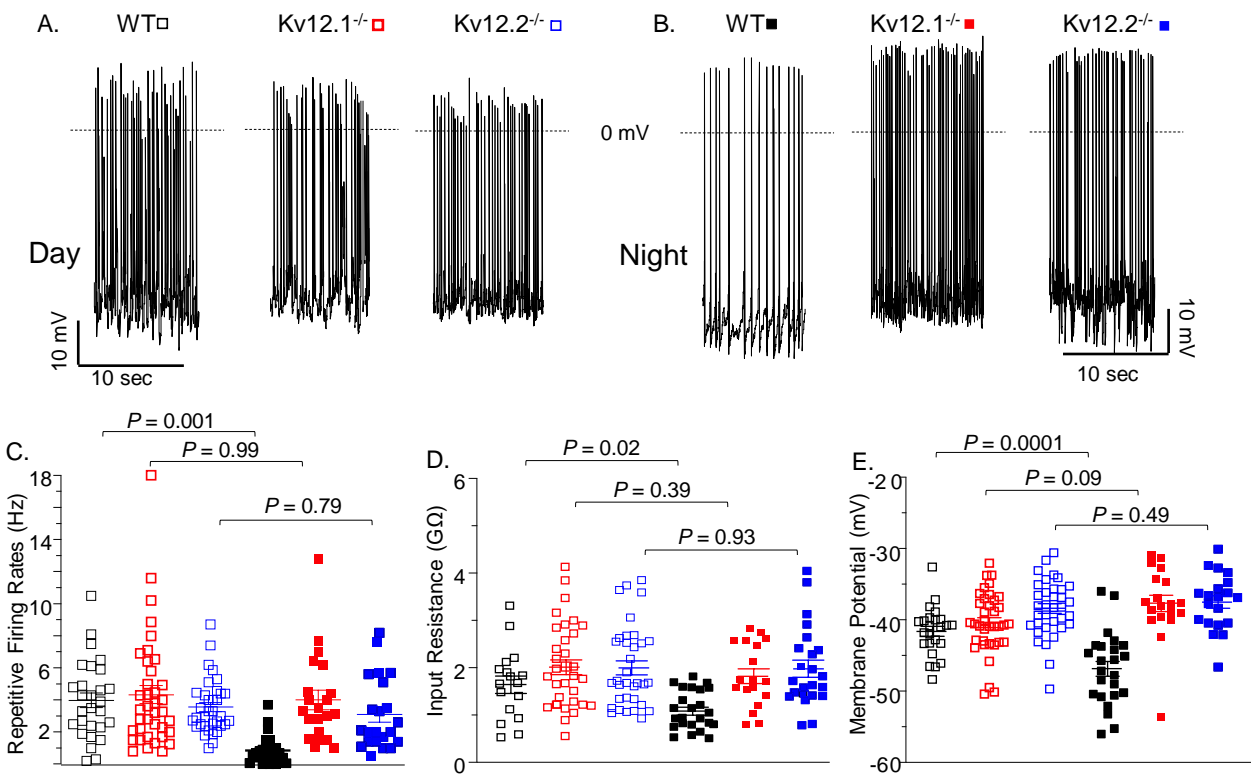 A. WT Kv12.1-/- Kv12.2-/- B. WT Kv12.1-/- Kv12.2-/-
0 mV
Day Night
10 mV
10 sec
10 mV
10 sec
C.
P = 0.001
P = 0.99
P = 0.79
Repetitive Firing Rates (Hz)
18
14
10
6
2
D.
P = 0.02
P = 0.39
P = 0.93
Input Resistance (GΩ)
6
4
2
0
E.
P = 0.0001
P = 0.09
P = 0.49
Membrane Potential (mV)
-20
-30
-40
-50
-60